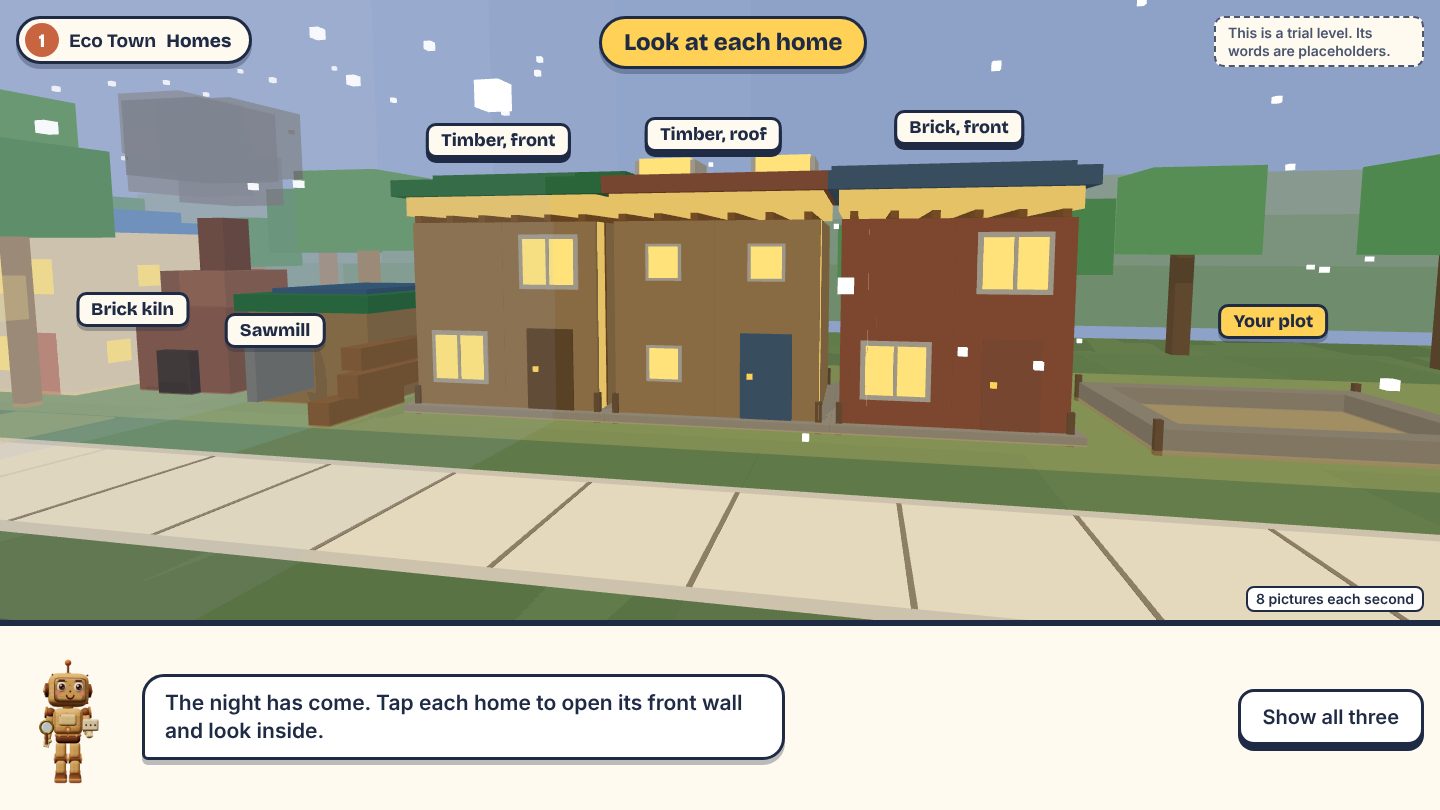 1 Eco Town Homes
Look at each home
This is a trial level. Its
words are placeholders.
Timber, front
Timber, roof
Brick, front
Brick kiln
Sawmill
Your plot
8 pictures each second
The night has come. Tap each home to open its front wall
and look inside.
Show all three